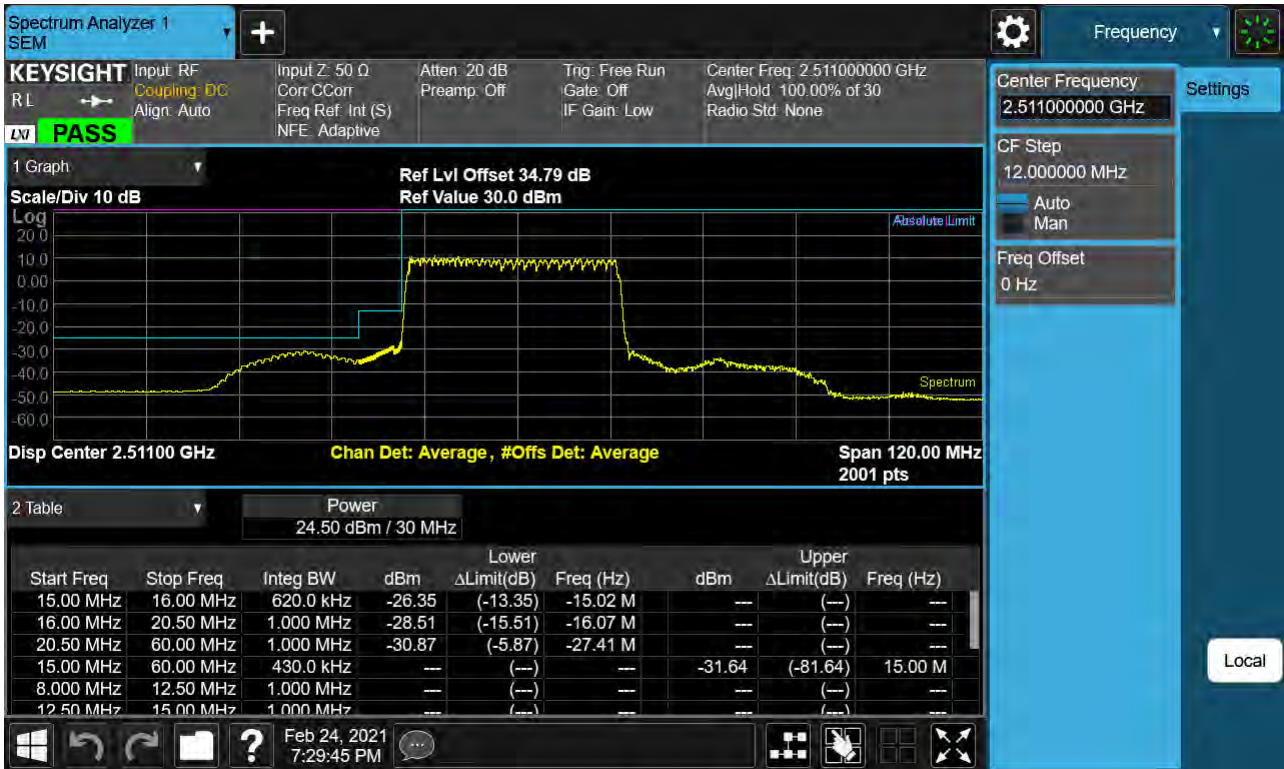 Spectrum Analyzer 1
SEM
Frequency
KEYSIGHT
R L
LXI
PASS
Input: RF
Coupling: DC
Align: Auto
Input Z: 50 Ω
Corr CCorr
Freq Ref: Int (S)
NFE: Adaptive
Atten: 20 dB
Preamp: Off
Trig: Free Run
Gate: Off
IF Gain: Low
Center Freq: 2.511000000 GHz
Avg|Hold: 100.00% of 30
Radio Std: None
Center Frequency
2.511000000 GHz
Settings
CF Step
12.000000 MHz
Auto
Man
Freq Offset
0 Hz
Local
1 Graph
Scale/Div 10 dB
Ref Lvl Offset 34.79 dB
Ref Value 30.0 dBm
Log
20.0
10.0
0.00
-10.0
-20.0
-30.0
-40.0
-50.0
-60.0
Limit
Spectrum
Disp Center 2.51100 GHz
Chan Det: Average, #Offs Det: Average
Span 120.00 MHz
2001 pts
2 Table
Power
24.50 dBm / 30 MHz
Lower Upper
Start Freq Stop Freq Integ BW dBm ΔLimit(dB) Freq (Hz) dBm ΔLimit(dB) Freq (Hz)
15.00 MHz 16.00 MHz 620.0 kHz -26.35 (-13.35) -15.02 M --- (---) ---
16.00 MHz 20.50 MHz 1.000 MHz -28.51 (-15.51) -16.07 M --- (---) ---
20.50 MHz 60.00 MHz 1.000 MHz -30.87 (-5.87) -27.41 M --- (---) ---
15.00 MHz 60.00 MHz 430.0 kHz --- (---) --- -31.64 (-81.64) 15.00 M
8.000 MHz 12.50 MHz 1.000 MHz --- (---) --- --- (---) ---
12.50 MHz 15.00 MHz 1.000 MHz --- (---) --- --- (---) ---
Feb 24, 2021
7:29:45 PM